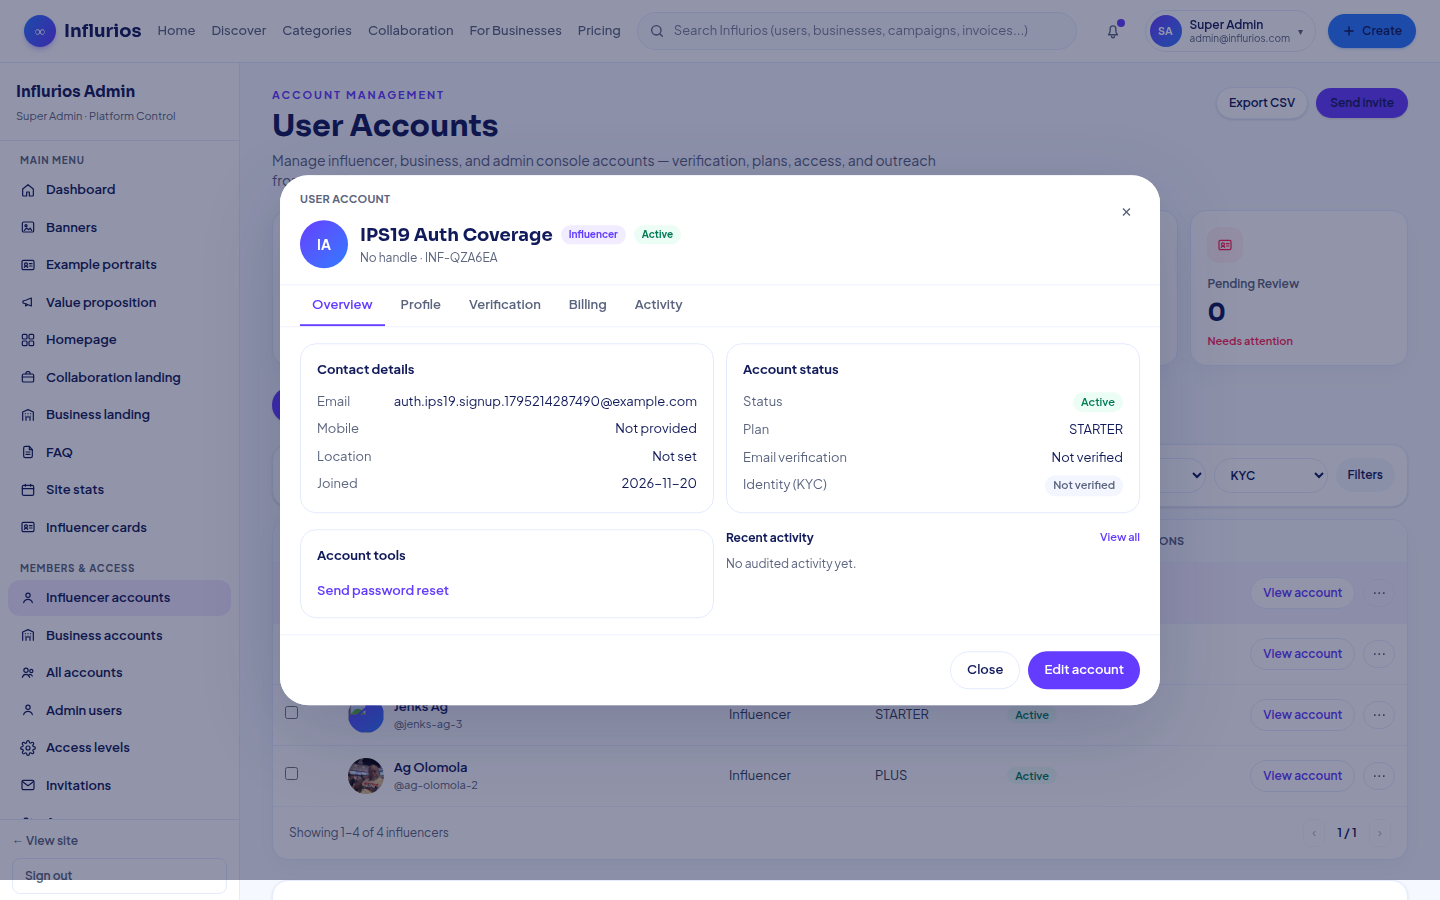 ∞ Influrios Home Discover Categories Collaboration For Businesses Pricing Search Influrios (users, businesses, campaigns, invoices...) SA Super Admin ▾ + Create
admin@influrios.com
Influrios Admin
Super Admin · Platform Control
MAIN MENU
Dashboard
Banners
Example portraits
Value proposition
Homepage
Collaboration landing
Business landing
FAQ
Site stats
Influencer cards
MEMBERS & ACCESS
Influencer accounts
Business accounts
All accounts
Admin users
Access levels
Invitations
← View site
Sign out
ACCOUNT MANAGEMENT
User Accounts
Manage influencer, business, and admin console accounts — verification, plans, access, and outreach
Export CSV Send Invite
Pending Review
0
Needs attention
KYC Filters
USER ACCOUNT
×
IA IPS19 Auth Coverage Influencer Active
No handle · INF-QZA6EA
Overview Profile Verification Billing Activity
Contact details
Email auth.ips19.signup.1795214287490@example.com
Mobile Not provided
Location Not set
Joined 2026-11-20
Account status
Status Active
Plan STARTER
Email verification Not verified
Identity (KYC) Not verified
Account tools
Send password reset
Recent activity View all
No audited activity yet.
Close Edit account
View account ···
View account ···
Jenks Ag
@jenks-ag-3 Influencer STARTER Active View account ···
Ag Olomola
@ag-olomola-2 Influencer PLUS Active View account ···
Showing 1–4 of 4 influencers ‹ 1 / 1 ›